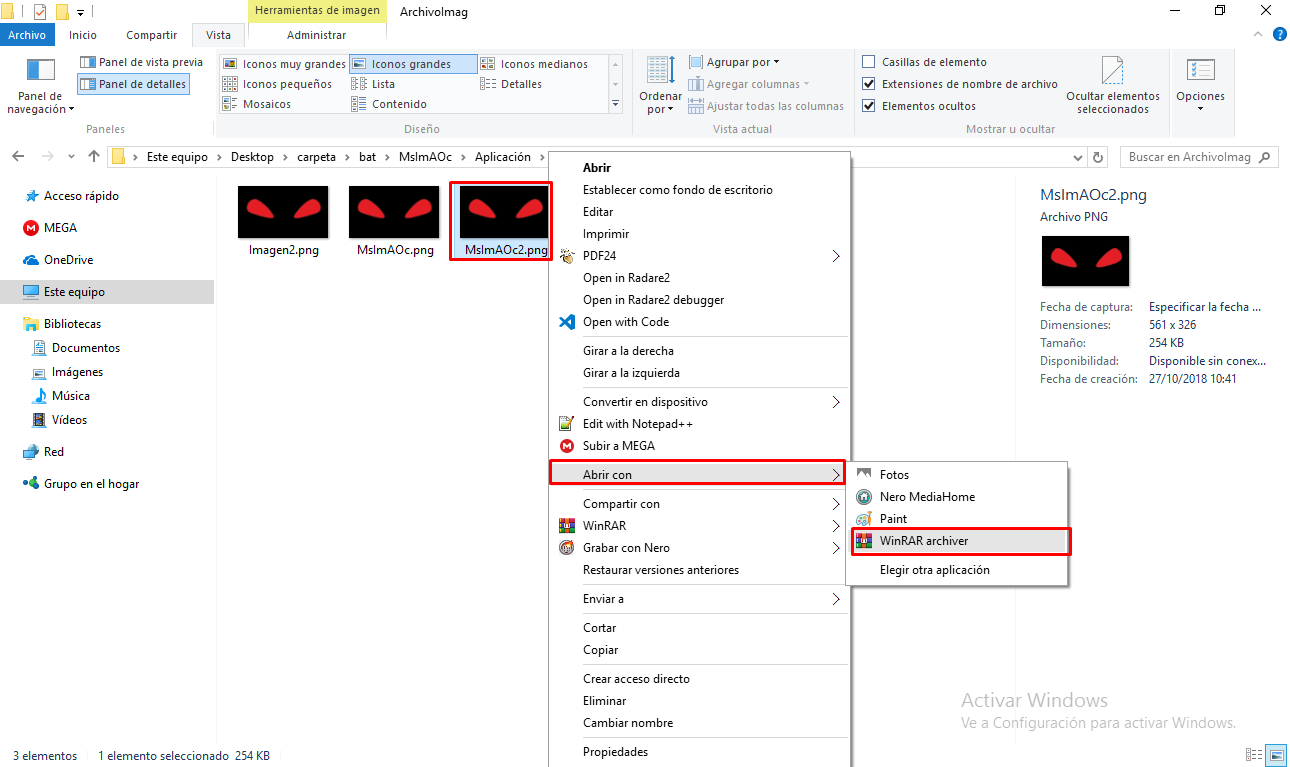 Herramientas de imagen
ArchivoImag
Archivo
Inicio
Compartir
Vista
Administrar
Panel de navegación
Panel de vista previa
Panel de detalles
Paneles
Iconos muy grandes
Iconos grandes
Iconos medianos
Iconos pequeños
Lista
Detalles
Mosaicos
Contenido
Diseño
Ordenar por
Agrupar por
Agregar columnas
Ajustar todas las columnas
Vista actual
Casillas de elemento
Extensiones de nombre de archivo
Elementos ocultos
Ocultar elementos seleccionados
Mostrar u ocultar
Opciones
Este equipo > Desktop > carpeta > bat > MsImAOc > Aplicación >
Buscar en ArchivoImag
Acceso rápido
MEGA
OneDrive
Este equipo
Bibliotecas
Documentos
Imágenes
Música
Vídeos
Red
Grupo en el hogar
Imagen2.png
MsImAOc.png
MsImAOc2.png
Abrir
Establecer como fondo de escritorio
Editar
Imprimir
PDF24
Open in Radare2
Open in Radare2 debugger
Open with Code
Girar a la derecha
Girar a la izquierda
Convertir en dispositivo
Edit with Notepad++
Subir a MEGA
Abrir con
Compartir con
WinRAR
Grabar con Nero
Restaurar versiones anteriores
Enviar a
Cortar
Copiar
Crear acceso directo
Eliminar
Cambiar nombre
Propiedades
Fotos
Nero MediaHome
Paint
WinRAR archiver
Elegir otra aplicación
MsImAOc2.png
Archivo PNG
Fecha de captura: Especificar la fecha ...
Dimensiones: 561 x 326
Tamaño: 254 KB
Disponibilidad: Disponible sin conex...
Fecha de creación: 27/10/2018 10:41
Activar Windows
Ve a Configuración para activar Windows.
3 elementos
1 elemento seleccionado 254 KB